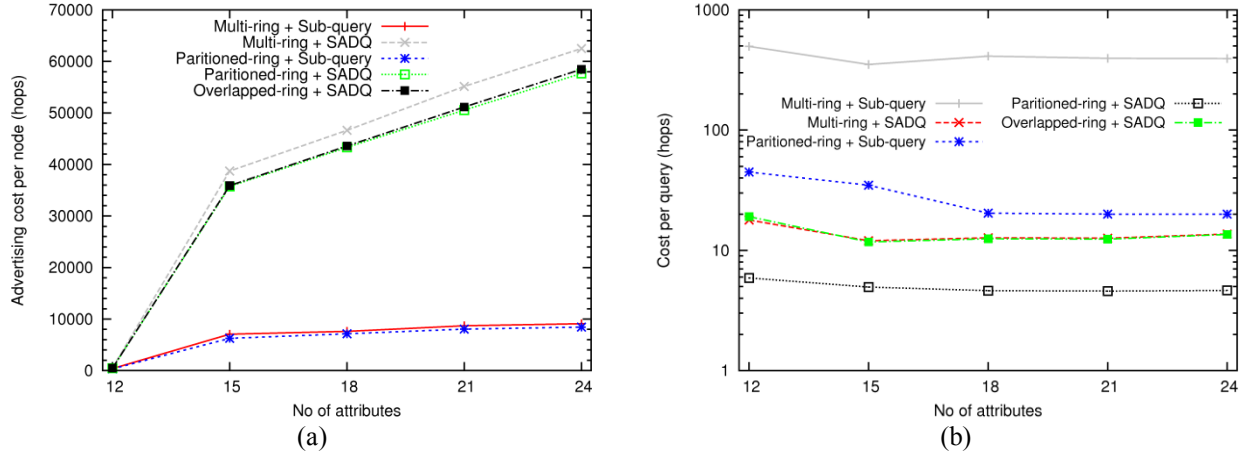 70000
60000
50000
40000
30000
20000
10000
0
Advertising cost per node (hops)
Multi-ring + Sub-query
Multi-ring + SADQ
Paritioned-ring + Sub-query
Paritioned-ring + SADQ
Overlapped-ring + SADQ
12 15 18 21 24
No of attributes
(a)
1000
100
10
1
Cost per query (hops)
Multi-ring + Sub-query
Multi-ring + SADQ
Paritioned-ring + Sub-query
Paritioned-ring + SADQ
Overlapped-ring + SADQ
12 15 18 21 24
No of attributes
(b)